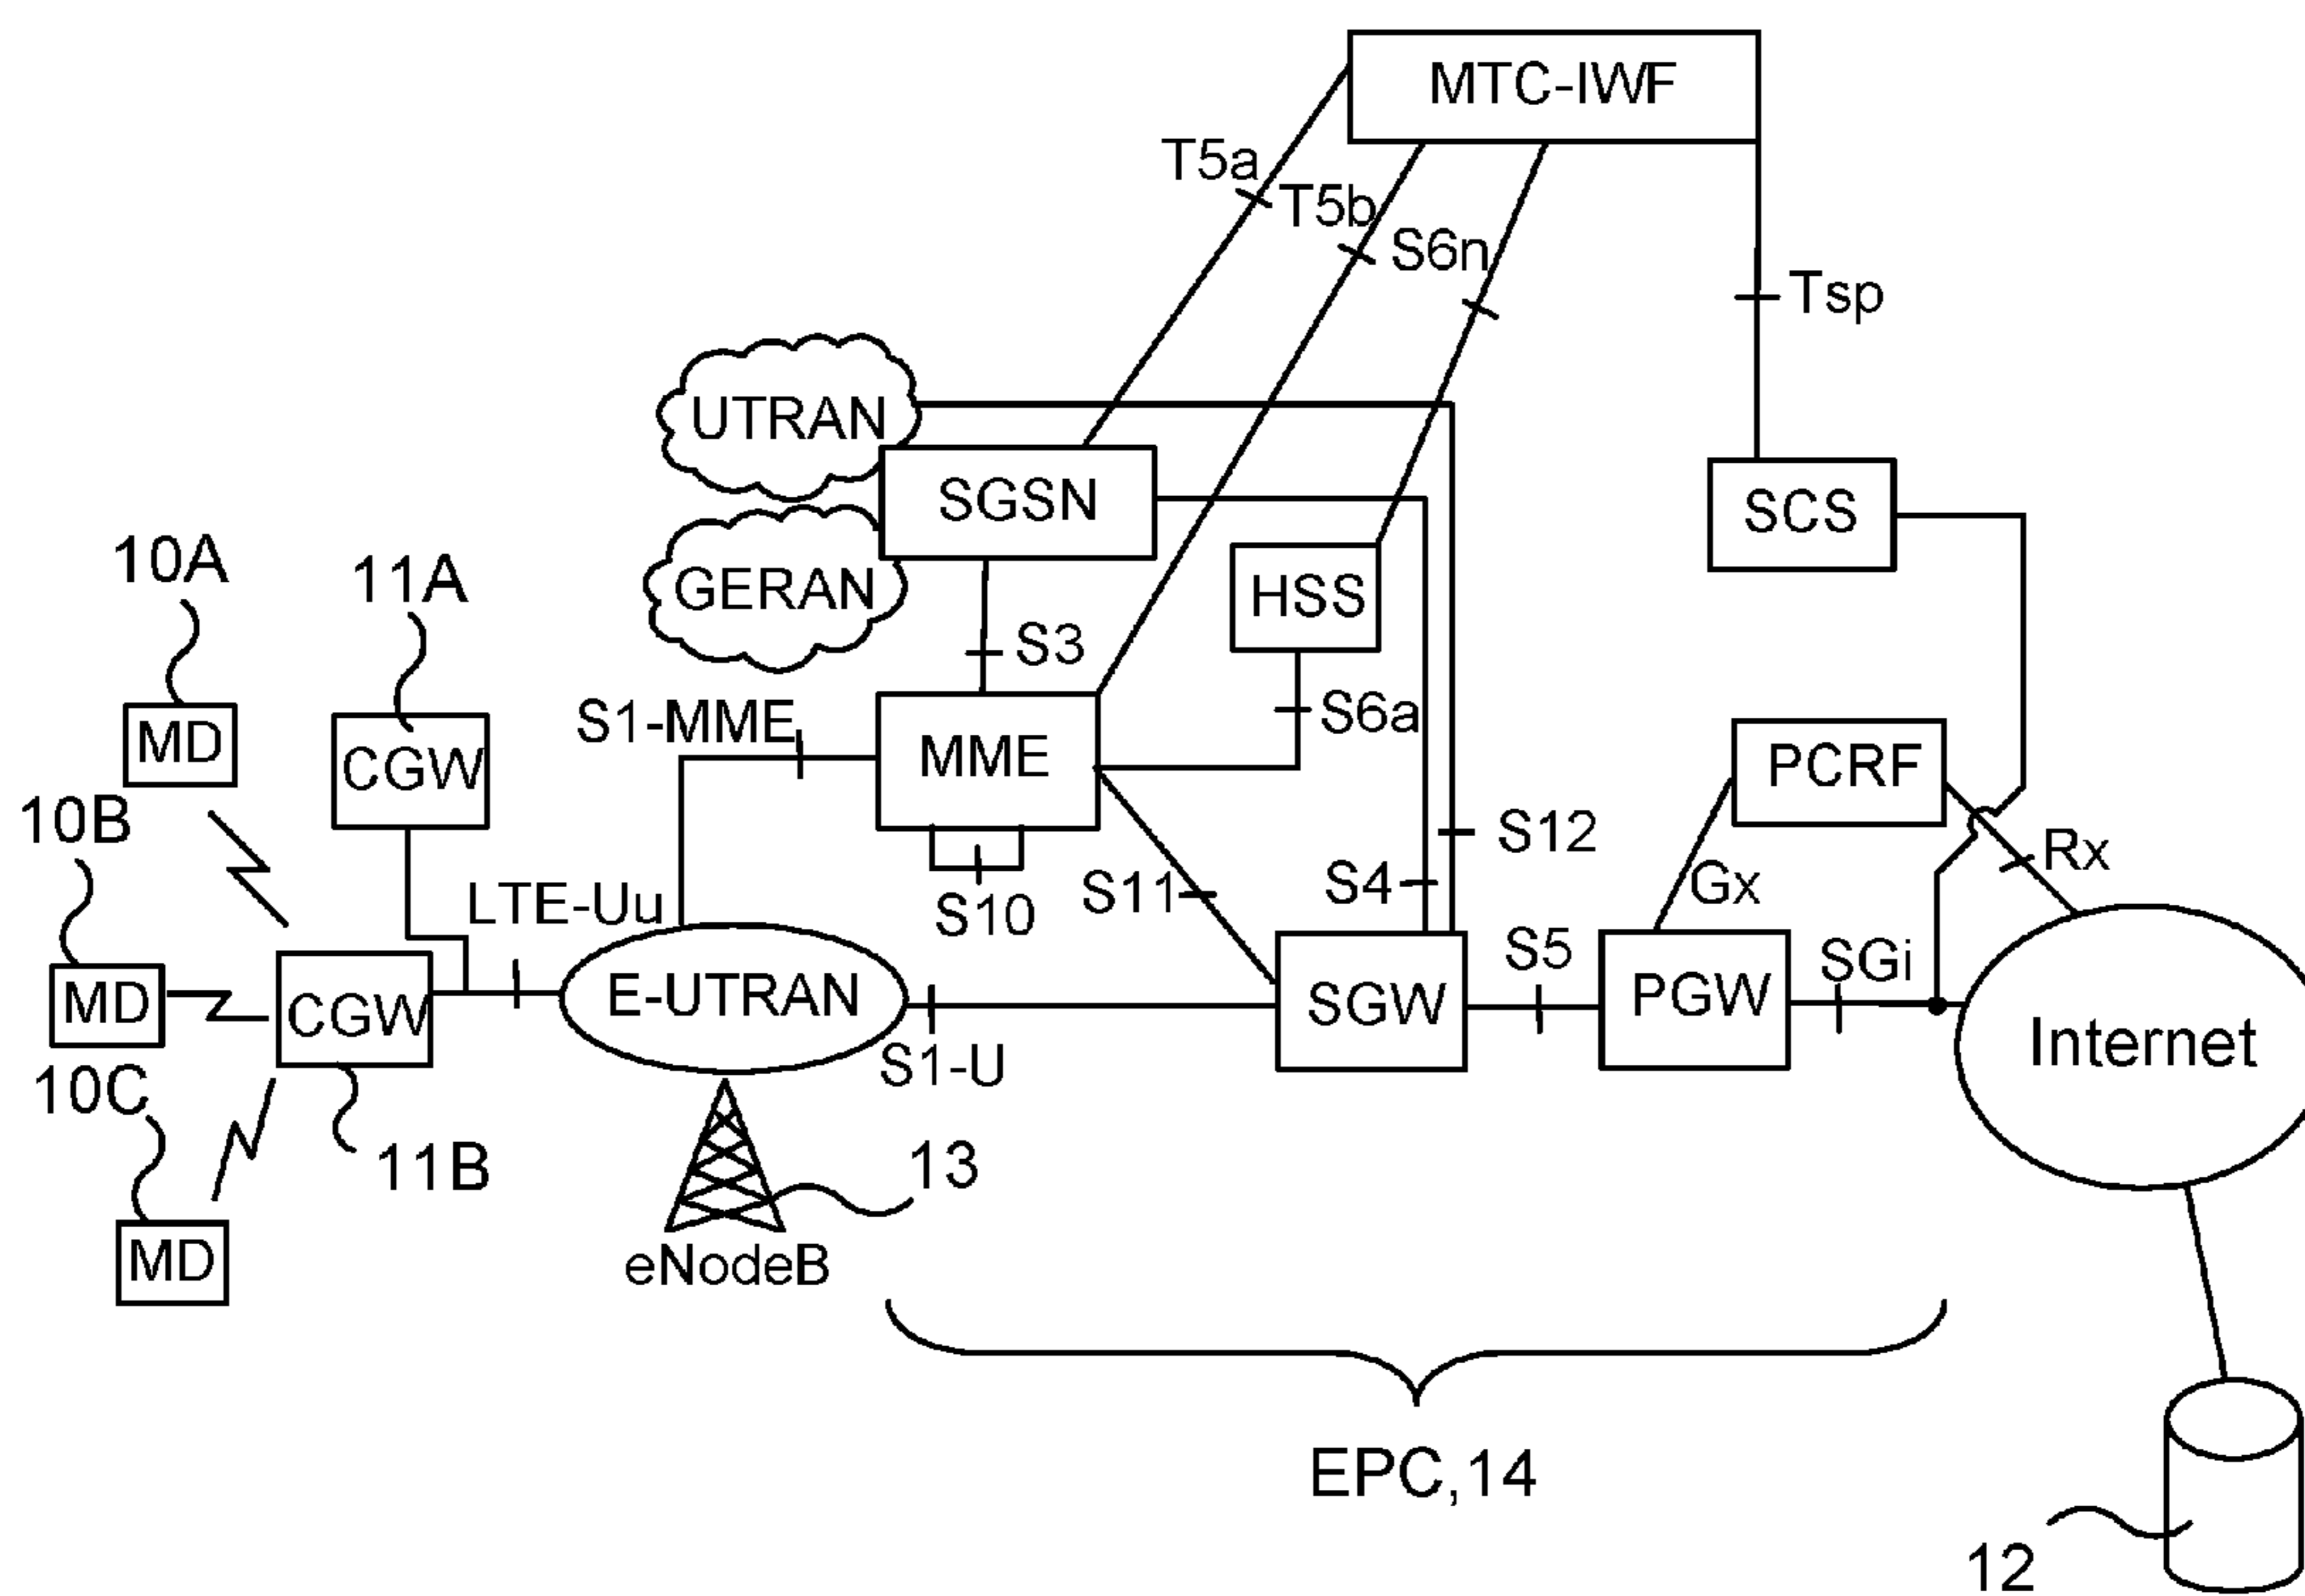 MTC-IWF
T5a
T5b
S6n
Tsp
UTRAN
SGSN
SCS
10A
11A
GERAN
HSS
S3
S1-MME
S6a
MD
CGW
MME
PCRF
10B
S12
Rx
LTE-Uu
S10
S11
S4
Gx
S5
SGi
MD
CGW
E-UTRAN
SGW
PGW
Internet
10C
S1-U
11B
13
MD
eNodeB
EPC,14
12